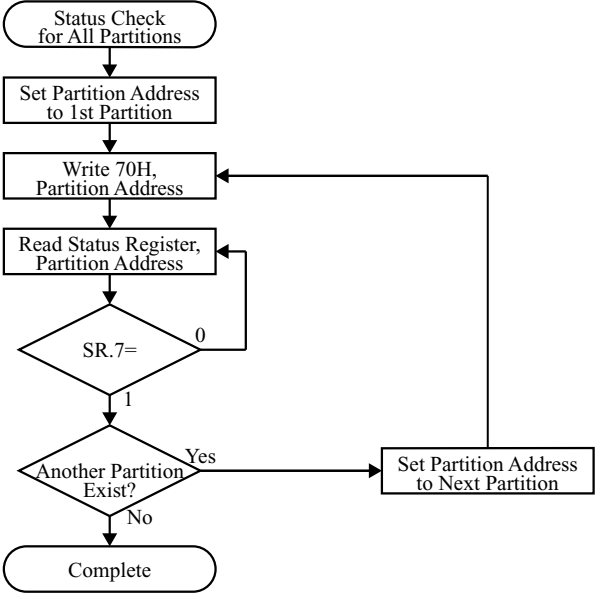 Status Check
for All Partitions
Set Partition Address
to 1st Partition
Write 70H,
Partition Address
Read Status Register,
Partition Address
SR.7=
0
1
Another Partition
Exist?
Yes
Set Partition Address
to Next Partition
No
Complete